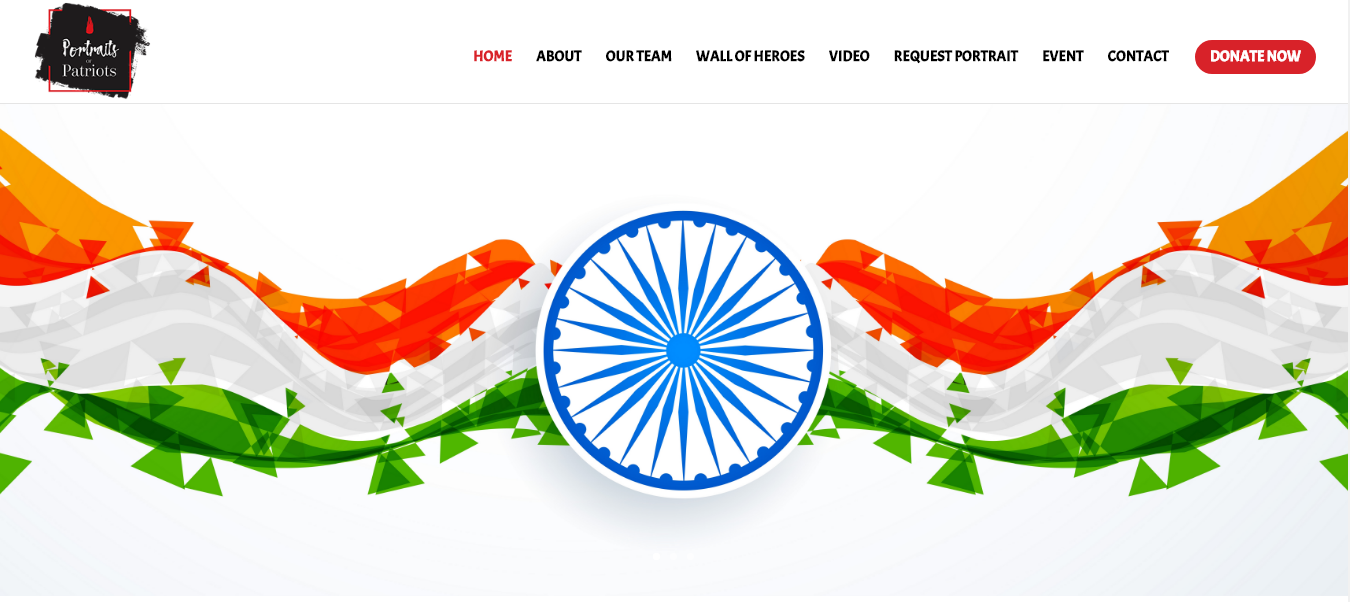 Portraits
OF
Patriots
HOME ABOUT OUR TEAM WALL OF HEROES VIDEO REQUEST PORTRAIT EVENT CONTACT DONATE NOW